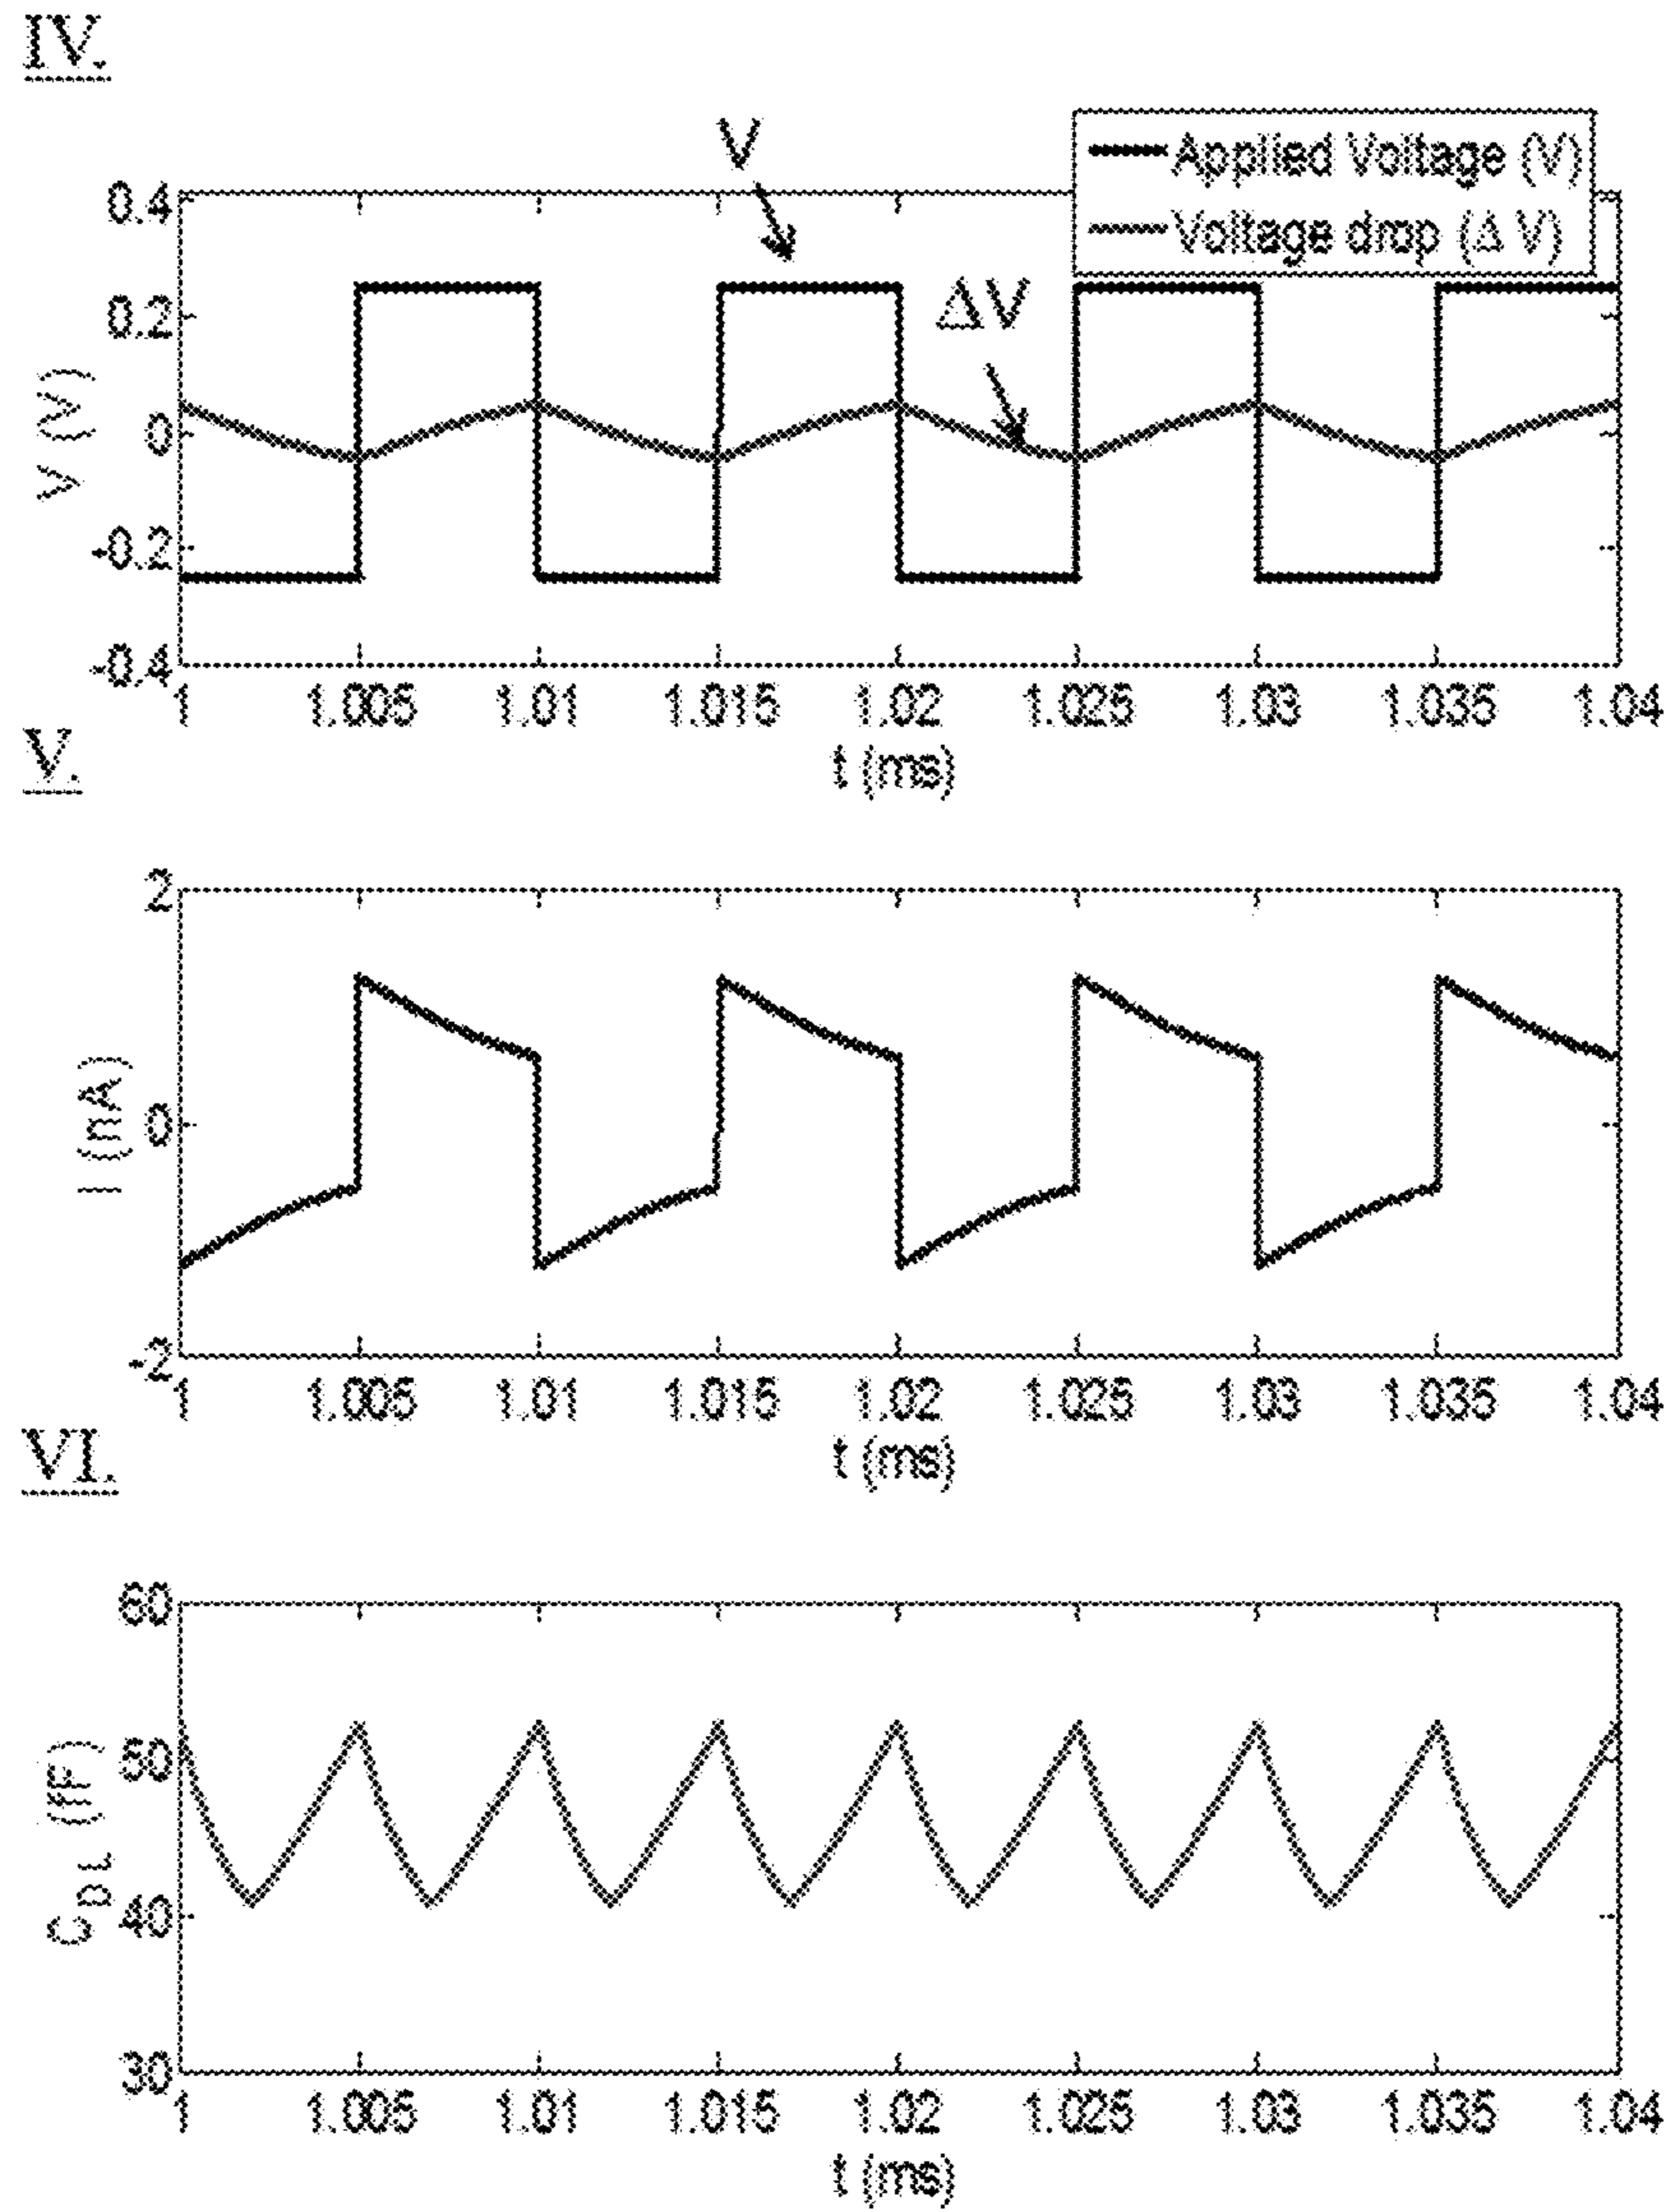 IV.
V
Applied Voltage (V)
Voltage drop (Δ V)
ΔV
0.4
0.2
0
-0.2
-0.4
V (V)
1 1.005 1.01 1.015 1.02 1.025 1.03 1.035 1.04
t (ms)
V.
2
0
-2
I (nA)
1 1.005 1.01 1.015 1.02 1.025 1.03 1.035 1.04
t (ms)
VI.
60
50
40
30
C DL (fF)
1 1.005 1.01 1.015 1.02 1.025 1.03 1.035 1.04
t (ms)